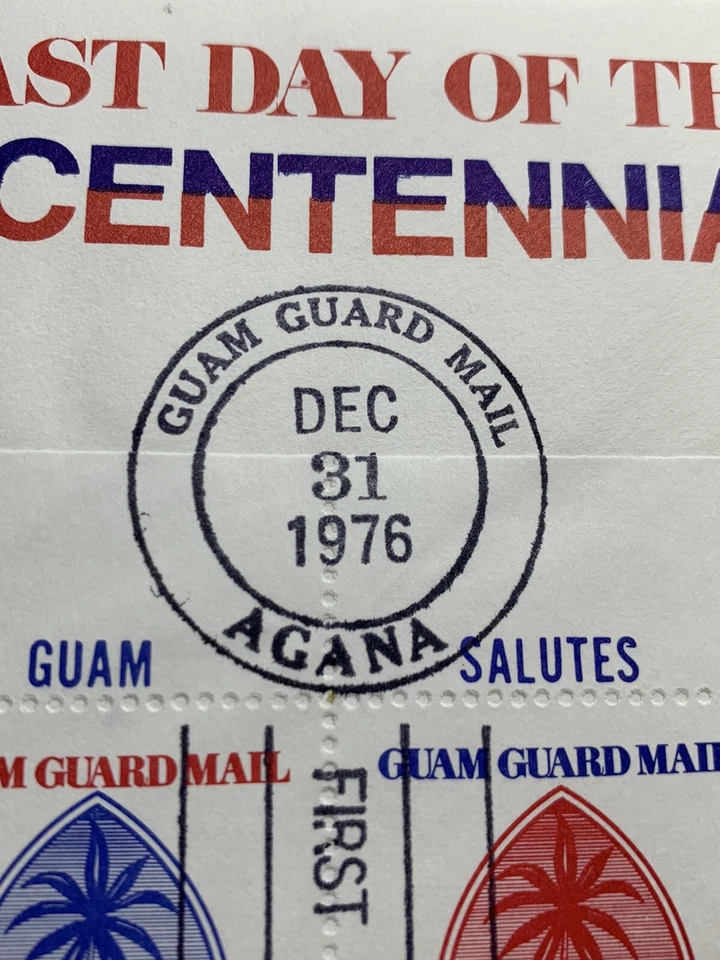 AST DAY OF TH
CENTENNIA
GUAM GUARD MAIL
DEC
31
1976
AGANA
GUAM SALUTES
M GUARD MAIL
GUAM GUARD MAIL
FIRST